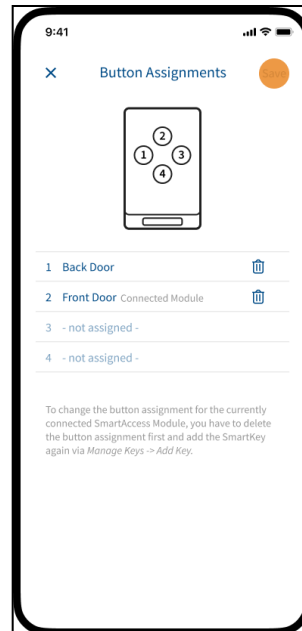 9:41
Button Assignments Save
2
1 3
4
1 Back Door
2 Front Door Connected Module
3 - not assigned -
4 - not assigned -
To change the button assignment for the currently
connected SmartAccess Module, you have to delete
the button assignment first and add the SmartKey
again via Manage Keys -> Add Key.